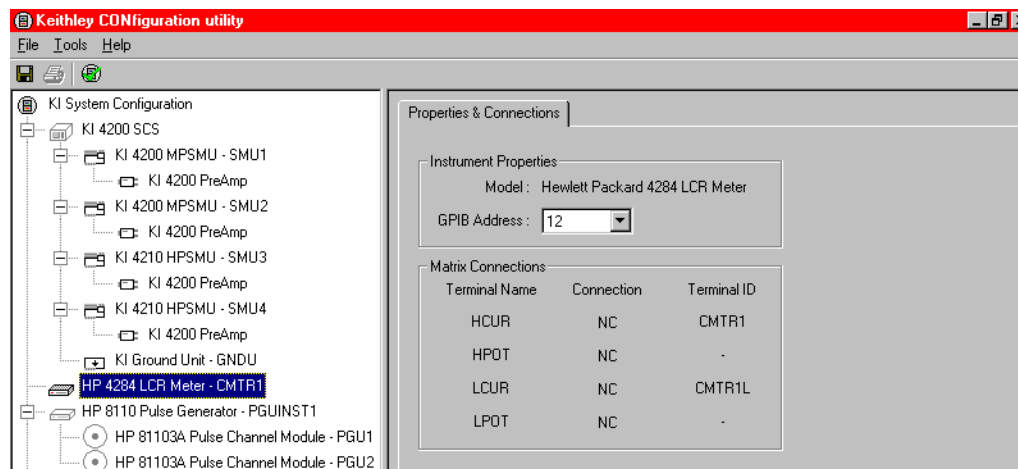 Keithley CONfiguration utility
File Tools Help
KI System Configuration
KI 4200 SCS
KI 4200 MPSMU - SMU1
KI 4200 PreAmp
KI 4200 MPSMU - SMU2
KI 4200 PreAmp
KI 4210 HPSMU - SMU3
KI 4200 PreAmp
KI 4210 HPSMU - SMU4
KI 4200 PreAmp
KI Ground Unit - GNDU
HP 4284 LCR Meter - CMTR1
HP 8110 Pulse Generator - PGUINST1
HP 81103A Pulse Channel Module - PGU1
HP 81103A Pulse Channel Module - PGU2
Properties & Connections
Instrument Properties
Model : Hewlett Packard 4284 LCR Meter
GPIB Address : 12
Matrix Connections
Terminal Name Connection Terminal ID
HCUR NC CMTR1
HPOT NC -
LCUR NC CMTR1L
LPOT NC -